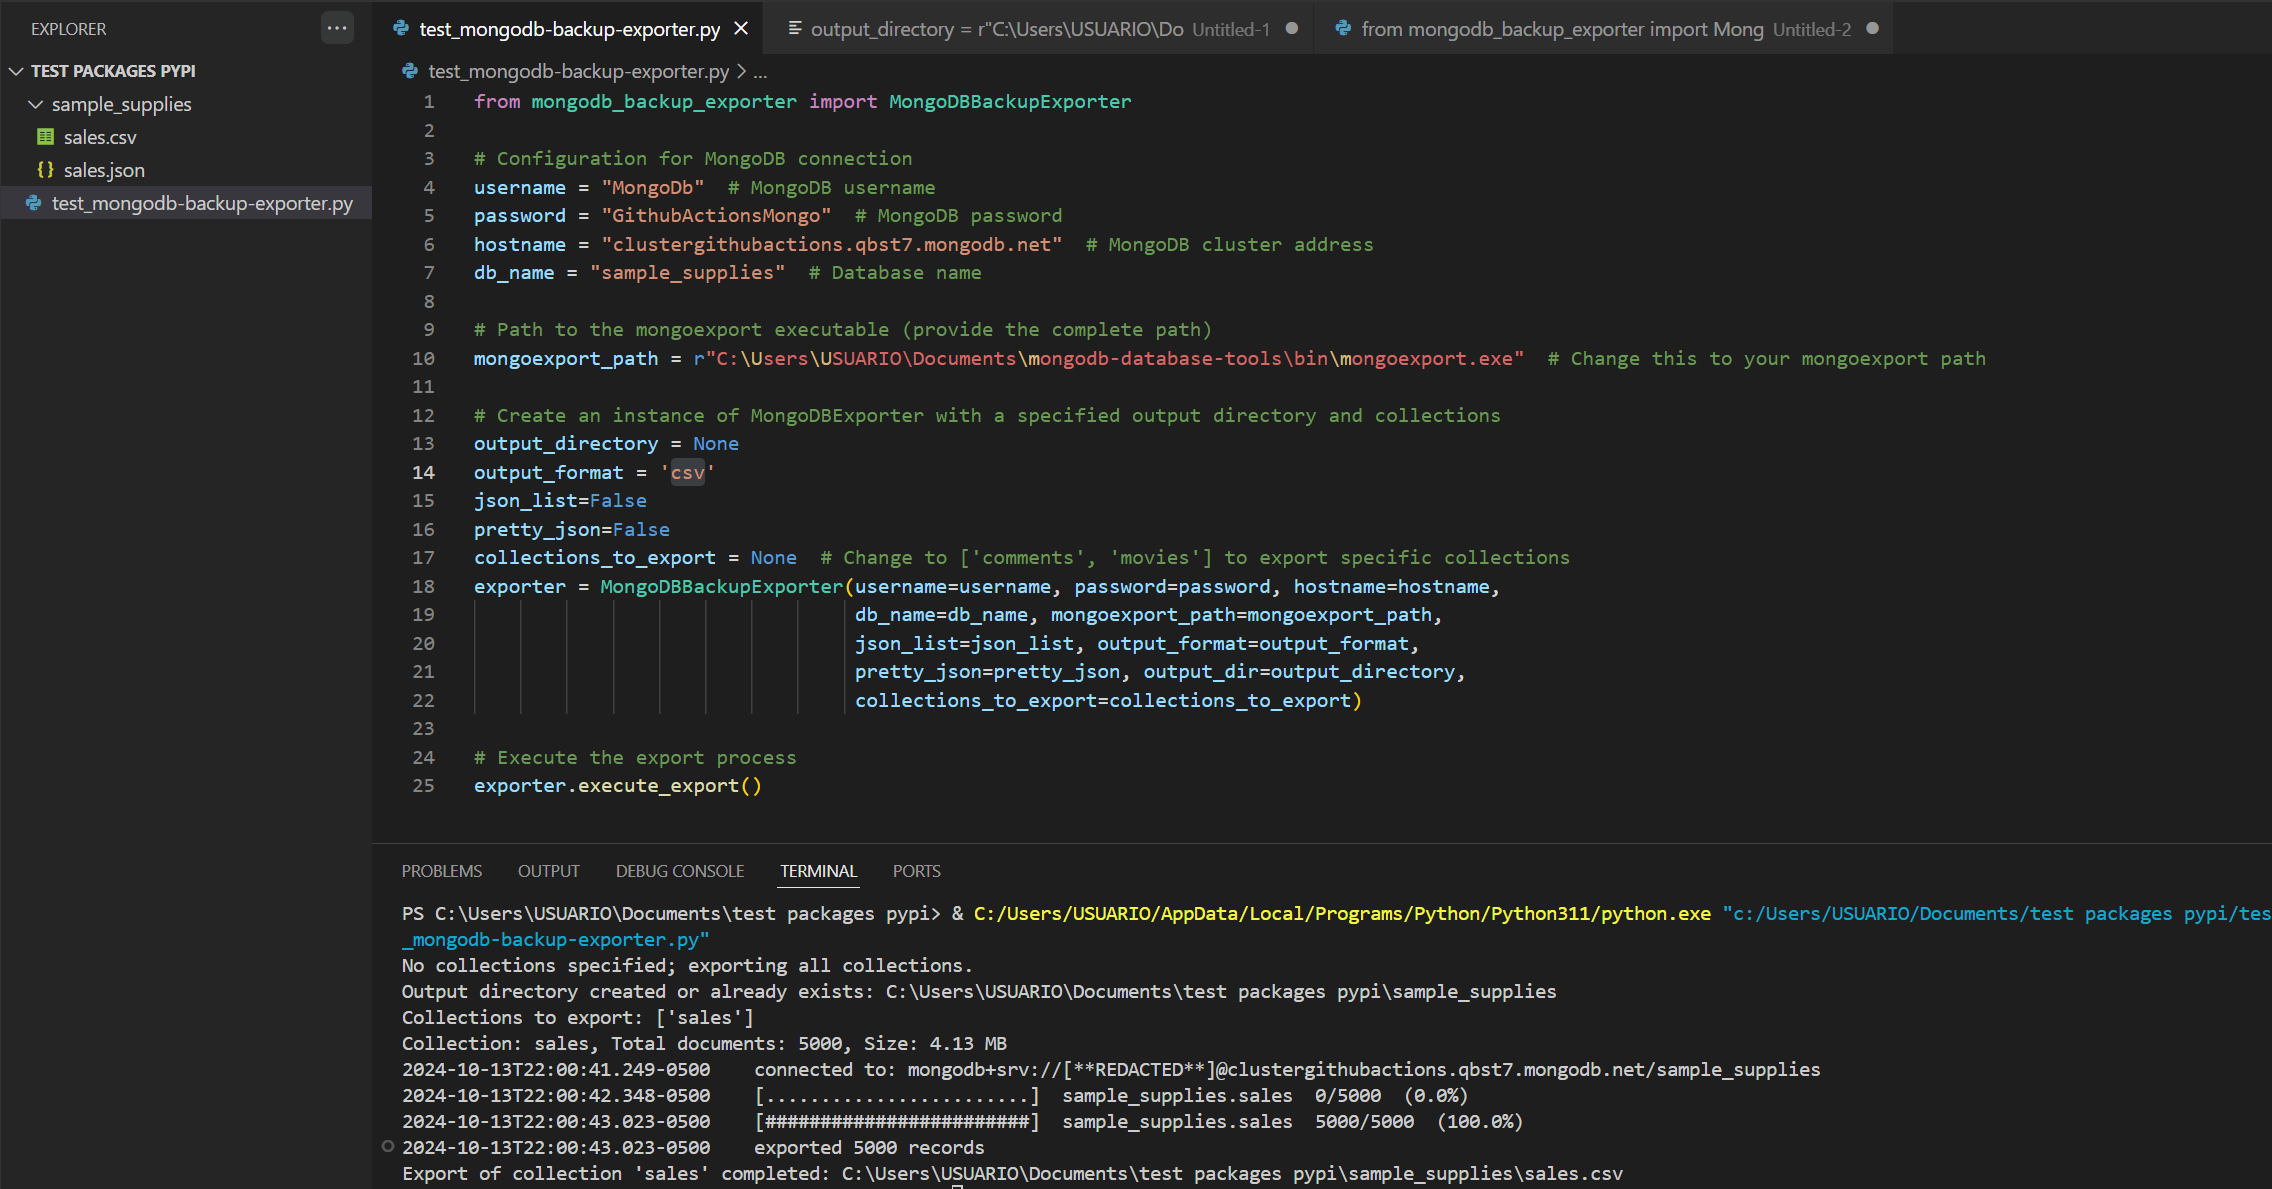 EXPLORER
...
TEST PACKAGES PYPI
sample_supplies
sales.csv
{} sales.json
test_mongodb-backup-exporter.py
test_mongodb-backup-exporter.py
output_directory = r"C:\Users\USUARIO\Do Untitled-1
from mongodb_backup_exporter import Mong Untitled-2
test_mongodb-backup-exporter.py > ...
1 from mongodb_backup_exporter import MongoDBBackupExporter
2
3 # Configuration for MongoDB connection
4 username = "MongoDb"  # MongoDB username
5 password = "GithubActionsMongo"  # MongoDB password
6 hostname = "clustergithubactions.qbst7.mongodb.net"  # MongoDB cluster address
7 db_name = "sample_supplies"  # Database name
8
9 # Path to the mongoexport executable (provide the complete path)
10 mongoexport_path = r"C:\Users\USUARIO\Documents\mongodb-database-tools\bin\mongoexport.exe"  # Change this to your mongoexport path
11
12 # Create an instance of MongoDBExporter with a specified output directory and collections
13 output_directory = None
14 output_format = 'csv'
15 json_list=False
16 pretty_json=False
17 collections_to_export = None  # Change to ['comments', 'movies'] to export specific collections
18 exporter = MongoDBBackupExporter(username=username, password=password, hostname=hostname,
19 db_name=db_name, mongoexport_path=mongoexport_path,
20 json_list=json_list, output_format=output_format,
21 pretty_json=pretty_json, output_dir=output_directory,
22 collections_to_export=collections_to_export)
23
24 # Execute the export process
25 exporter.execute_export()
PROBLEMS OUTPUT DEBUG CONSOLE TERMINAL PORTS
PS C:\Users\USUARIO\Documents\test packages pypi> & C:/Users/USUARIO/AppData/Local/Programs/Python/Python311/python.exe "c:/Users/USUARIO/Documents/test packages pypi/tes
_mongodb-backup-exporter.py"
No collections specified; exporting all collections.
Output directory created or already exists: C:\Users\USUARIO\Documents\test packages pypi\sample_supplies
Collections to export: ['sales']
Collection: sales, Total documents: 5000, Size: 4.13 MB
2024-10-13T22:00:41.249-0500    connected to: mongodb+srv://[**REDACTED**]@clustergithubactions.qbst7.mongodb.net/sample_supplies
2024-10-13T22:00:42.348-0500    [........................]  sample_supplies.sales  0/5000  (0.0%)
2024-10-13T22:00:43.023-0500    [########################]  sample_supplies.sales  5000/5000  (100.0%)
2024-10-13T22:00:43.023-0500    exported 5000 records
Export of collection 'sales' completed: C:\Users\USUARIO\Documents\test packages pypi\sample_supplies\sales.csv